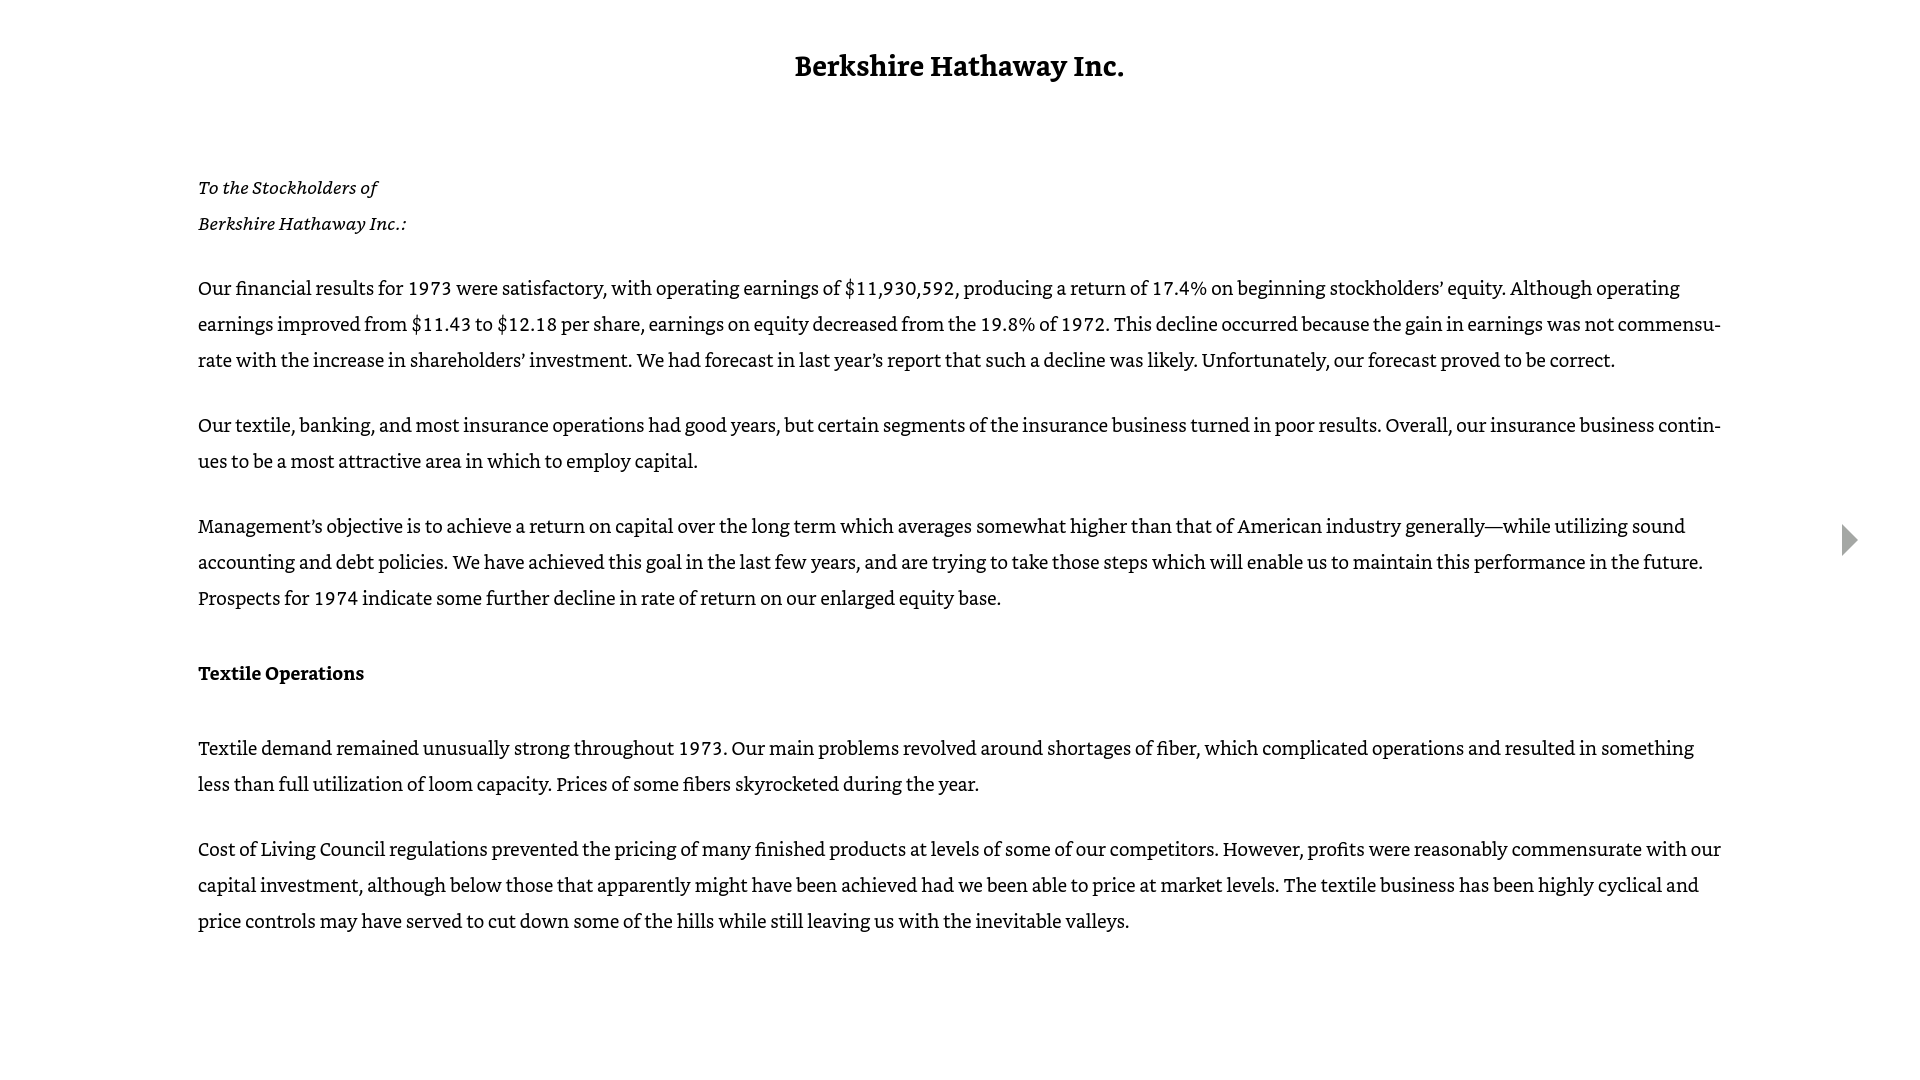 Berkshire Hathaway Inc.
To the Stockholders of
Berkshire Hathaway Inc.:
Our financial results for 1973 were satisfactory, with operating earnings of $11,930,592, producing a return of 17.4% on beginning stockholders’ equity. Although operating
earnings improved from $11.43 to $12.18 per share, earnings on equity decreased from the 19.8% of 1972. This decline occurred because the gain in earnings was not commensu-
rate with the increase in shareholders’ investment. We had forecast in last year’s report that such a decline was likely. Unfortunately, our forecast proved to be correct.
Our textile, banking, and most insurance operations had good years, but certain segments of the insurance business turned in poor results. Overall, our insurance business contin-
ues to be a most attractive area in which to employ capital.
Management’s objective is to achieve a return on capital over the long term which averages somewhat higher than that of American industry generally—while utilizing sound
accounting and debt policies. We have achieved this goal in the last few years, and are trying to take those steps which will enable us to maintain this performance in the future.
Prospects for 1974 indicate some further decline in rate of return on our enlarged equity base.
Textile Operations
Textile demand remained unusually strong throughout 1973. Our main problems revolved around shortages of fiber, which complicated operations and resulted in something
less than full utilization of loom capacity. Prices of some fibers skyrocketed during the year.
Cost of Living Council regulations prevented the pricing of many finished products at levels of some of our competitors. However, profits were reasonably commensurate with our
capital investment, although below those that apparently might have been achieved had we been able to price at market levels. The textile business has been highly cyclical and
price controls may have served to cut down some of the hills while still leaving us with the inevitable valleys.